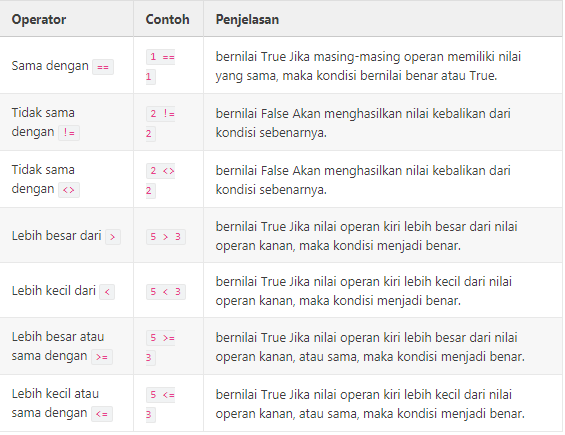 Operator Contoh Penjelasan
Sama dengan ==
1 ==
1
bernilai True Jika masing-masing operan memiliki nilai
yang sama, maka kondisi bernilai benar atau True.
Tidak sama
dengan !=
2 !=
2
bernilai False Akan menghasilkan nilai kebalikan dari
kondisi sebenarnya.
Tidak sama
dengan <>
2 <>
2
bernilai False Akan menghasilkan nilai kebalikan dari
kondisi sebenarnya.
Lebih besar dari >
5 > 3
bernilai True Jika nilai operan kiri lebih besar dari nilai
operan kanan, maka kondisi menjadi benar.
Lebih kecil dari <
5 < 3
bernilai True Jika nilai operan kiri lebih kecil dari nilai
operan kanan, maka kondisi menjadi benar.
Lebih besar atau
sama dengan >=
5 >=
3
bernilai True Jika nilai operan kiri lebih besar dari nilai
operan kanan, atau sama, maka kondisi menjadi benar.
Lebih kecil atau
sama dengan <=
5 <=
3
bernilai True Jika nilai operan kiri lebih kecil dari nilai
operan kanan, atau sama, maka kondisi menjadi benar.